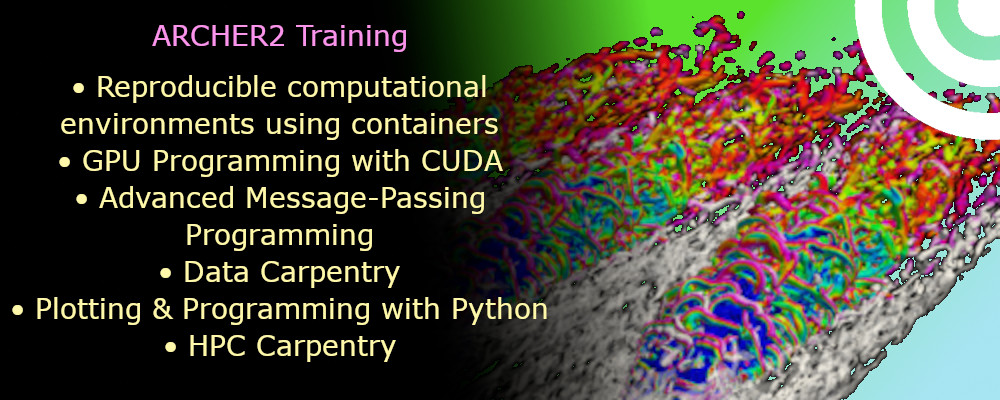 ARCHER2 Training
• Reproducible computational
environments using containers
• GPU Programming with CUDA
• Advanced Message-Passing
Programming
• Data Carpentry
• Plotting & Programming with Python
• HPC Carpentry